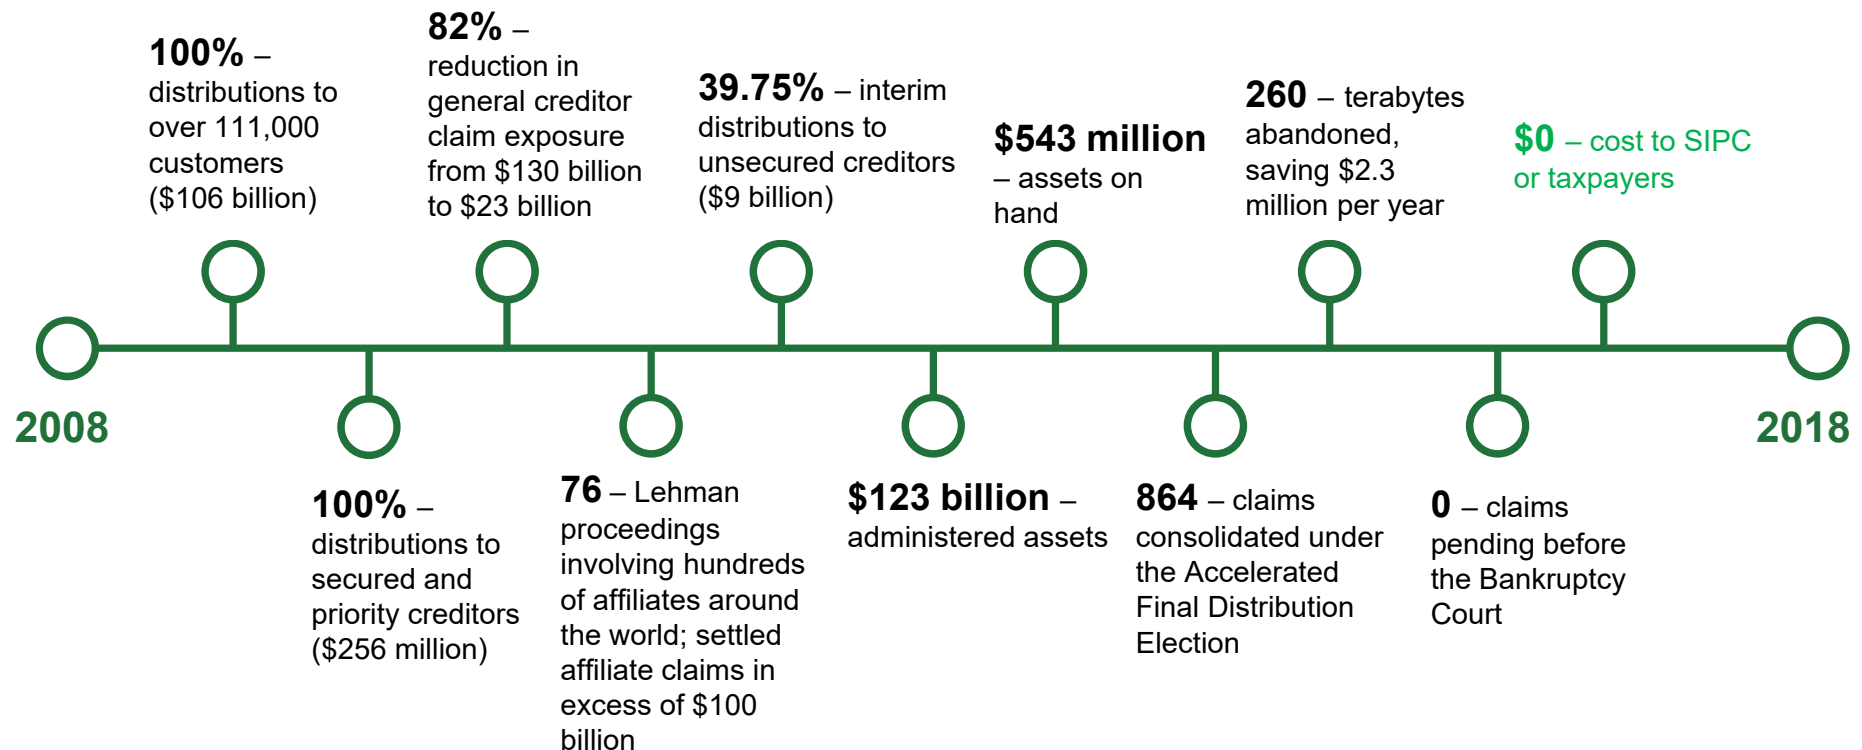 100% –
distributions to
over 111,000
customers
($106 billion)
82% –
reduction in
general creditor
claim exposure
from $130 billion
to $23 billion
39.75% – interim
distributions to
unsecured creditors
($9 billion)
$543 million
– assets on
hand
260 – terabytes
abandoned,
saving $2.3
million per year
$0 – cost to SIPC
or taxpayers
2008
2018
100% –
distributions to
secured and
priority creditors
($256 million)
76 – Lehman
proceedings
involving hundreds
of affiliates around
the world; settled
affiliate claims in
excess of $100
billion
$123 billion –
administered assets
864 – claims
consolidated under
the Accelerated
Final Distribution
Election
0 – claims
pending before
the Bankruptcy
Court